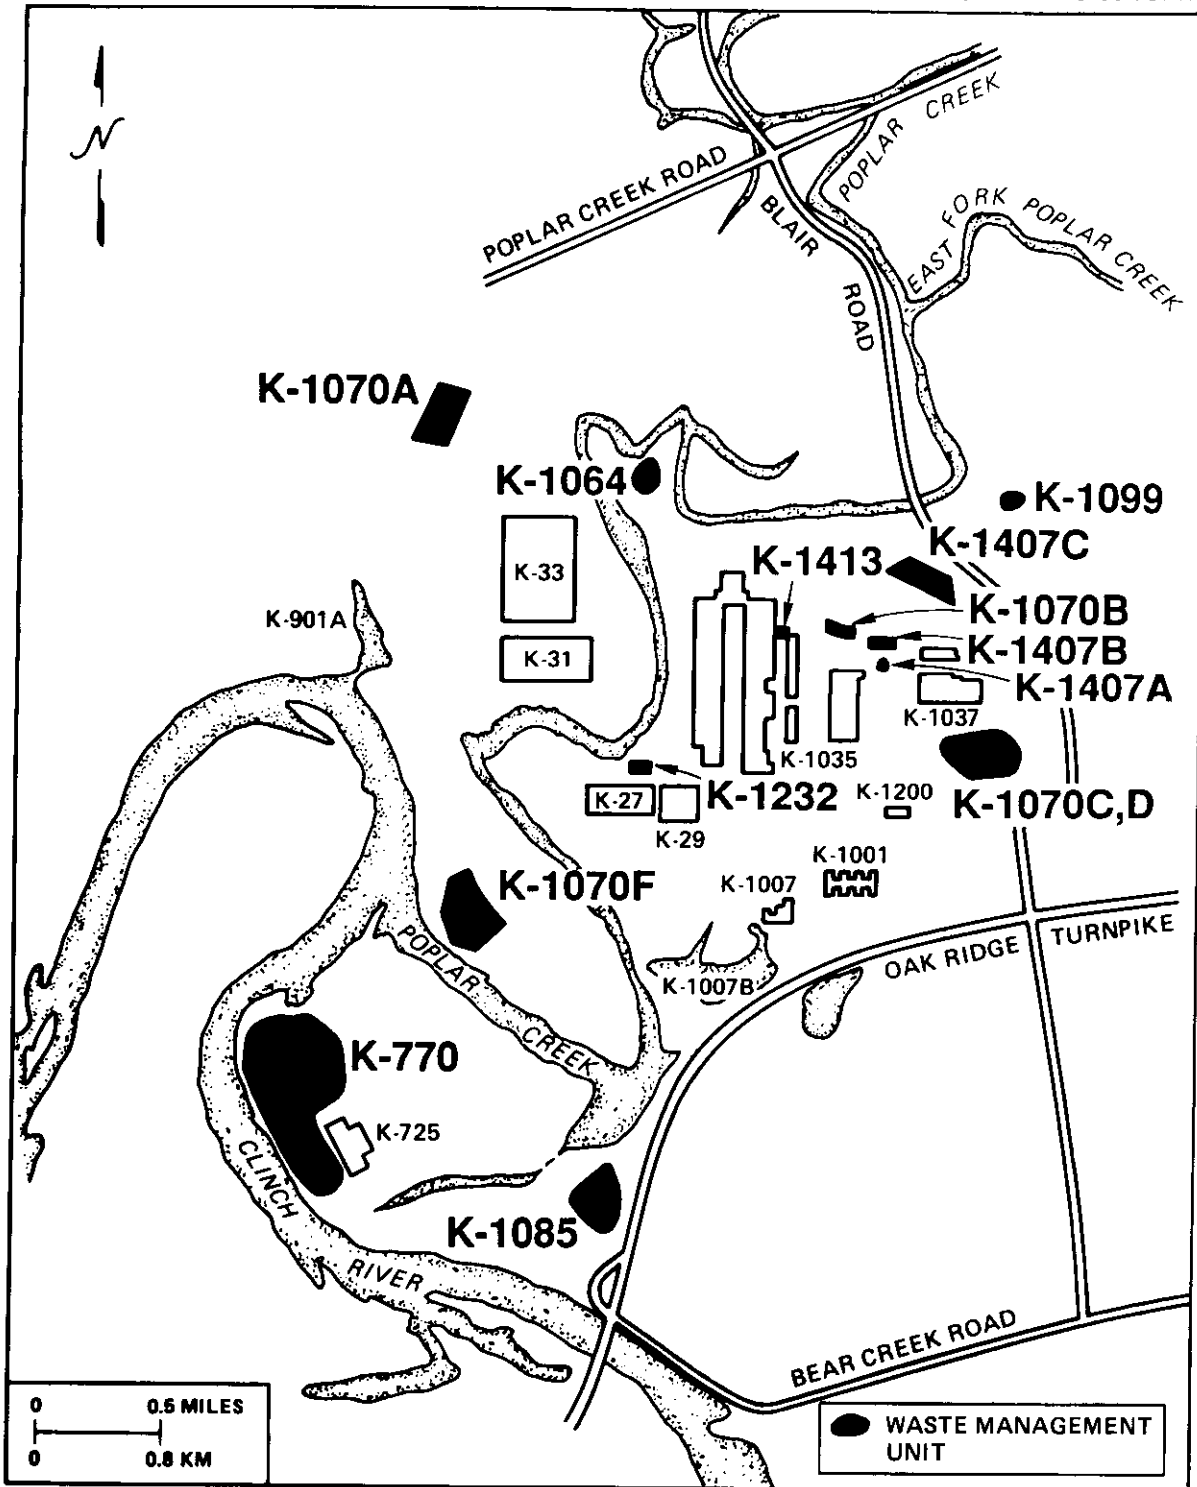 N
POPLAR CREEK ROAD
BLAIR
ROAD
POPLAR CREEK
EAST FORK POPLAR CREEK
K-1070A
K-1064
K-1099
K-33
K-1413
K-1407C
K-901A
K-31
K-1070B
K-1407B
K-1407A
K-1037
K-1035
K-27
K-1232
K-1200
K-1070C,D
K-29
K-1001
K-1070F
K-1007
OAK RIDGE TURNPIKE
K-1007B
POPLAR
CREEK
K-770
K-725
CLINCH
RIVER
K-1085
BEAR CREEK ROAD
0 0.5 MILES
0 0.8 KM
WASTE MANAGEMENT
UNIT